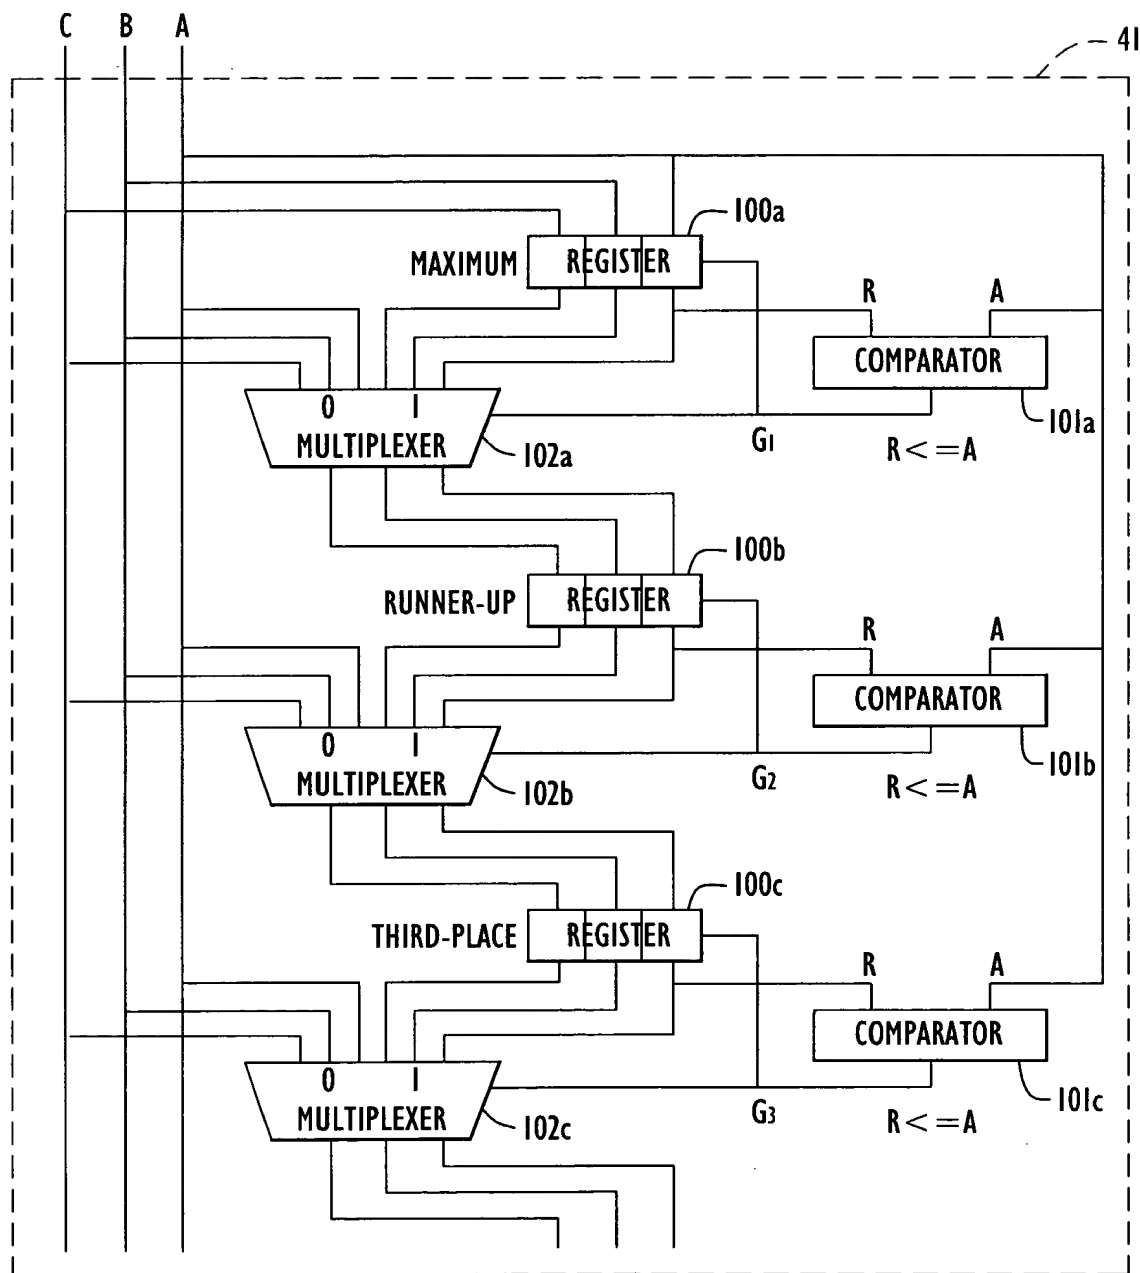 C B A
41
100a
MAXIMUM REGISTER
R A
COMPARATOR
101a
0 1
MULTIPLEXER
102a
G1
R<=A
100b
RUNNER-UP REGISTER
R A
COMPARATOR
101b
0 1
MULTIPLEXER
102b
G2
R<=A
100c
THIRD-PLACE REGISTER
R A
COMPARATOR
101c
0 1
MULTIPLEXER
102c
G3
R<=A